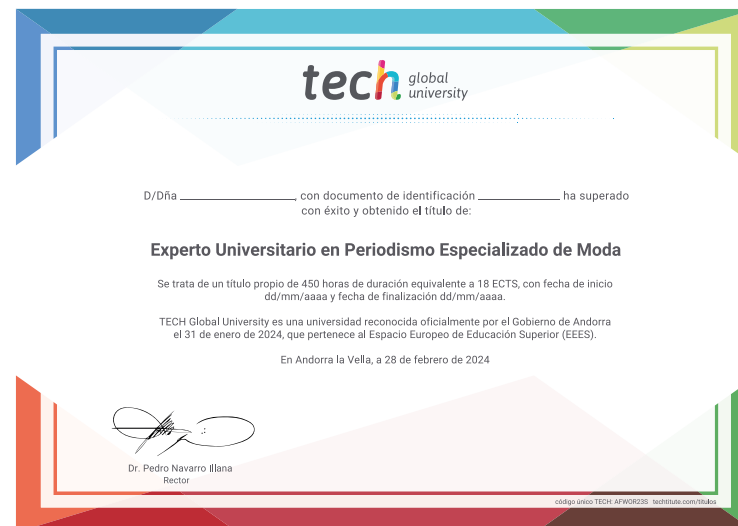 tech global
university
D/Dña ____________, con documento de identificación ____________ ha superado
con éxito y obtenido el título de:
Experto Universitario en Periodismo Especializado de Moda
Se trata de un título propio de 450 horas de duración equivalente a 18 ECTS, con fecha de inicio
dd/mm/aaaa y fecha de finalización dd/mm/aaaa.
TECH Global University es una universidad reconocida oficialmente por el Gobierno de Andorra
el 31 de enero de 2024, que pertenece al Espacio Europeo de Educación Superior (EEES).
En Andorra la Vella, a 28 de febrero de 2024
Dr. Pedro Navarro Illana
Rector
código único TECH: AFWOR23S techtitute.com/titulos